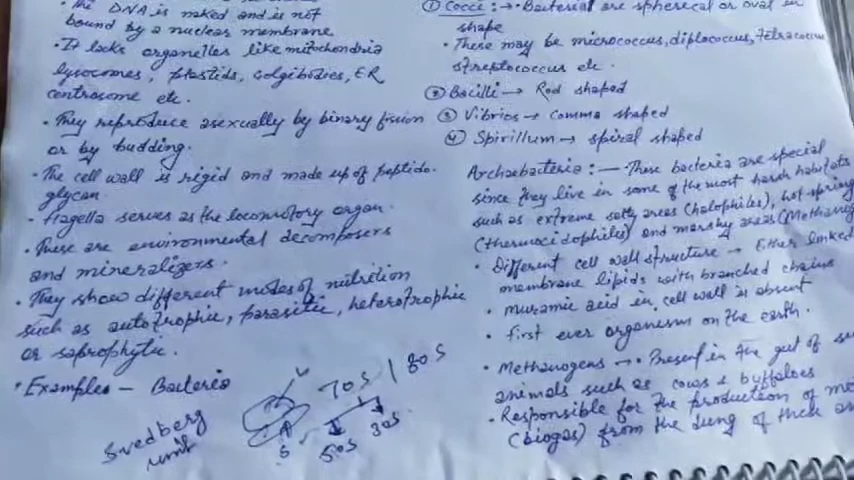 The DNA is naked and is not
bound by a nuclear membrane
• It lacks organelles like mitochondria
lysocomes, plastids, golgibodies, ER
centrosome etc.
• They reproduce asexually by binary fission
or by budding.
• The cell wall is rigid and made up of peptido-
glycan.
• flagella serves as the locomotory organ.
• These are environmental decomposers
and mineralizers.
• They show different modes of nutrition
such as autotrophic, parasitic, heterotrophic
or saprophytic.
• Examples — Bacteria
Svedberg
unit
70S / 80S
50S 30S
① Cocci :→ • Bacteria are spherical or oval in
shape
• These may be micrococcus, diplococcus, tetracoccus
streptococcus etc.
② Bacilli → Rod shaped
③ Vibrios → Comma shaped
④ Spirillum → spiral shaped
Archaebacteria :— These bacteria are special
since they live in some of the most harsh habitats
such as extreme salty areas (halophiles), hot spring
(thermoacidophiles) and marshy areas (Methanog
• Different cell wall structure → Ether linked
membrane lipids with branched chains
• muramic acid in cell wall is absent
• first ever organism on the earth.
• Methanogens → • Present in the gut of
animals such as cows & buffaloes
• Responsible for the production of
(biogas) from the dung of these